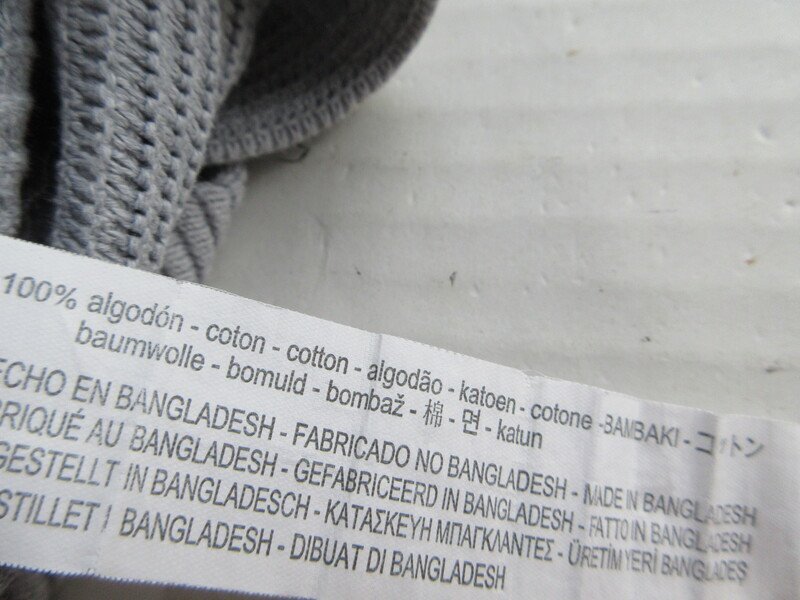 100% algodón - coton - cotton - algodão - katoen - cotone -BAMBAKI - コットン
baumwolle - bomuld - bombaž - 棉 - 면 - katun
ECHO EN BANGLADESH - FABRICADO NO BANGLADESH - MADE IN BANGLADESH
BRIQUÉ AU BANGLADESH - GEFABRICEERD IN BANGLADESH - FATTO IN BANGLADESH
GESTELLT IN BANGLADESCH - ΚΑΤΑΣΚΕΥΗ ΜΠΑΓΚΛΑΝΤΕΣ - ÜRETIM YERI BANGLADEŞ
STILLET I BANGLADESH - DIBUAT DI BANGLADESH